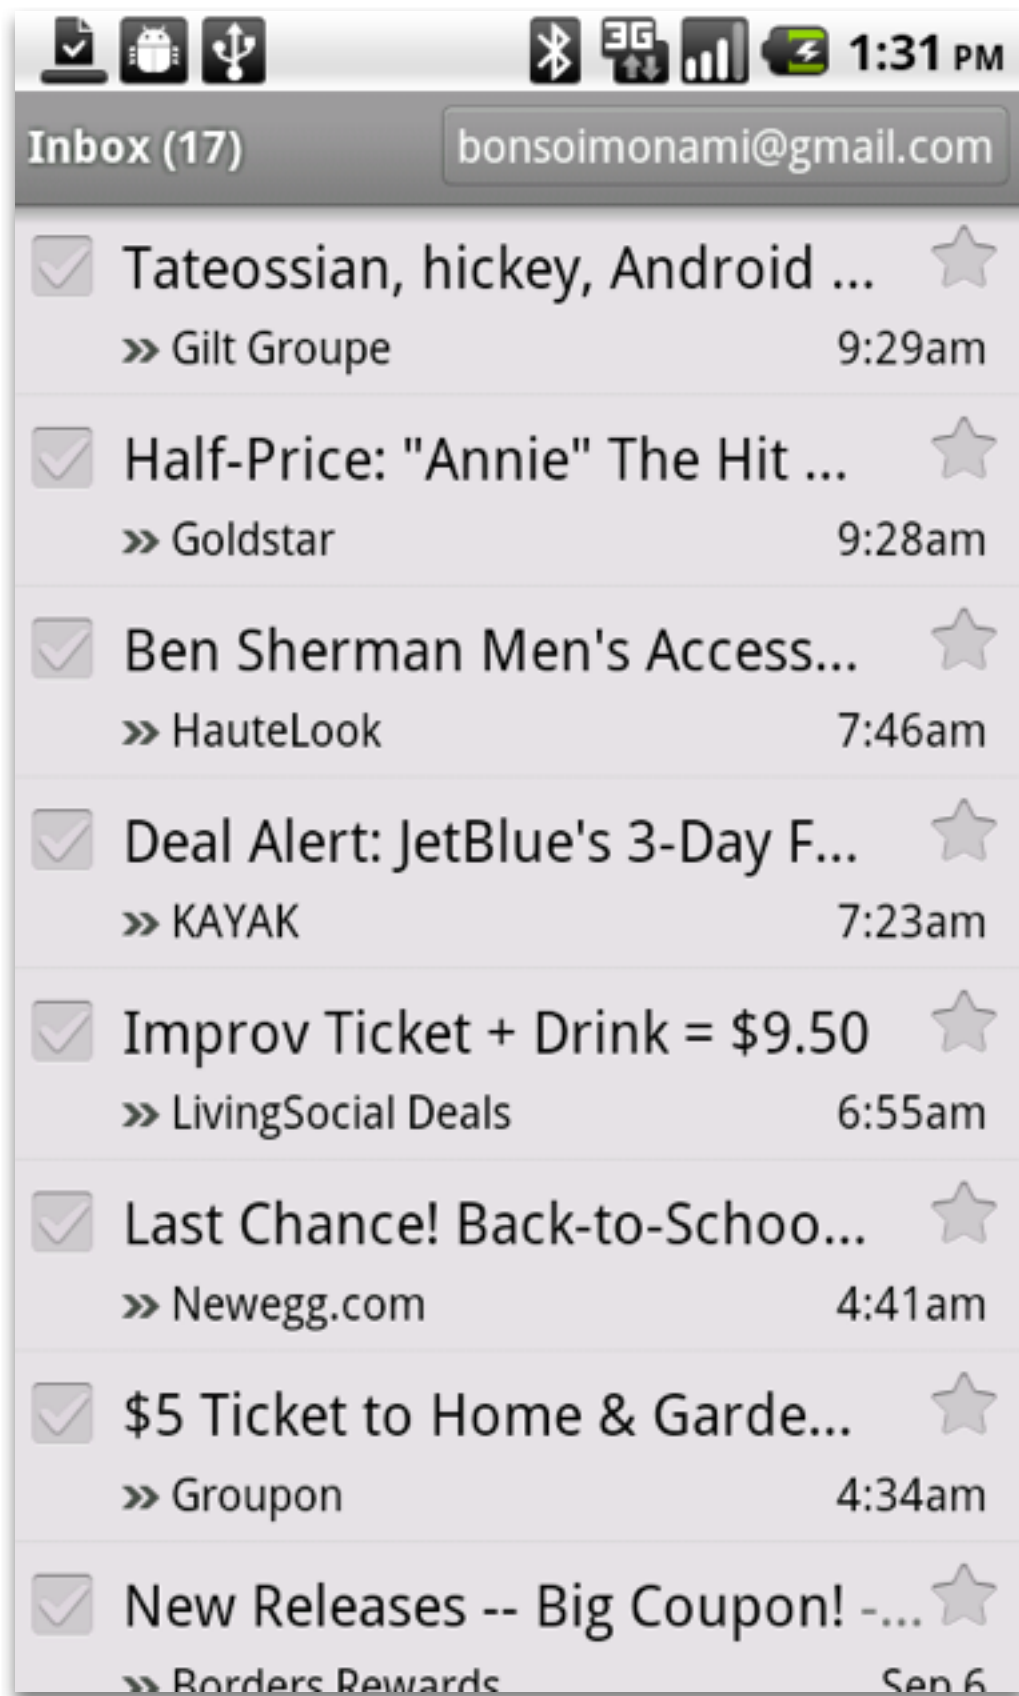 3G 1:31 PM
Inbox (17) bonsoimonami@gmail.com
Tateossian, hickey, Android ...
» Gilt Groupe 9:29am
Half-Price: "Annie" The Hit ...
» Goldstar 9:28am
Ben Sherman Men's Access...
» HauteLook 7:46am
Deal Alert: JetBlue's 3-Day F...
» KAYAK 7:23am
Improv Ticket + Drink = $9.50
» LivingSocial Deals 6:55am
Last Chance! Back-to-Schoo...
» Newegg.com 4:41am
$5 Ticket to Home & Garde...
» Groupon 4:34am
New Releases -- Big Coupon! -...
» Borders Rewards Sep 6